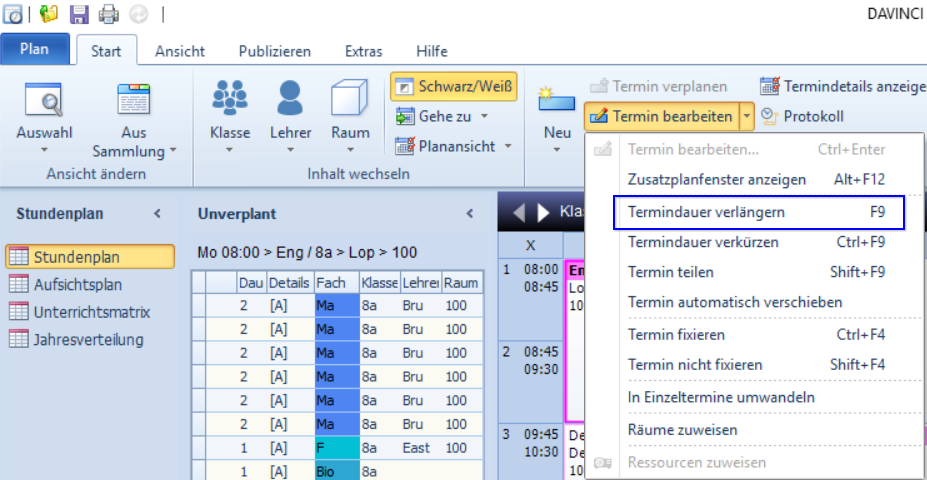 DAVINCI
Plan Start Ansicht Publizieren Extras Hilfe
Schwarz/Weiß Termin verplanen Termindetails anzeige
Gehe zu Termin bearbeiten Protokoll
Auswahl Aus Sammlung Klasse Lehrer Raum Planansicht Neu
Ansicht ändern Inhalt wechseln
Termin bearbeiten... Ctrl+Enter
Zusatzplanfenster anzeigen Alt+F12
Termindauer verlängern F9
Termindauer verkürzen Ctrl+F9
Termin teilen Shift+F9
Termin automatisch verschieben
Termin fixieren Ctrl+F4
Termin nicht fixieren Shift+F4
In Einzeltermine umwandeln
Räume zuweisen
Ressourcen zuweisen
Stundenplan <
Stundenplan
Aufsichtsplan
Unterrichtsmatrix
Jahresverteilung
Unverplant <
Mo 08:00 > Eng / 8a > Lop > 100
Dau Details Fach Klasse Lehrer Raum
2 [A] Ma 8a Bru 100
2 [A] Ma 8a Bru 100
2 [A] Ma 8a Bru 100
2 [A] Ma 8a Bru 100
2 [A] Ma 8a Bru 100
2 [A] Ma 8a Bru 100
1 [A] F 8a East 100
1 [A] Bio 8a
Kla
X
1 08:00 En
08:45 Lo
10
2 08:45
09:30
3 09:45 De
10:30 De
10